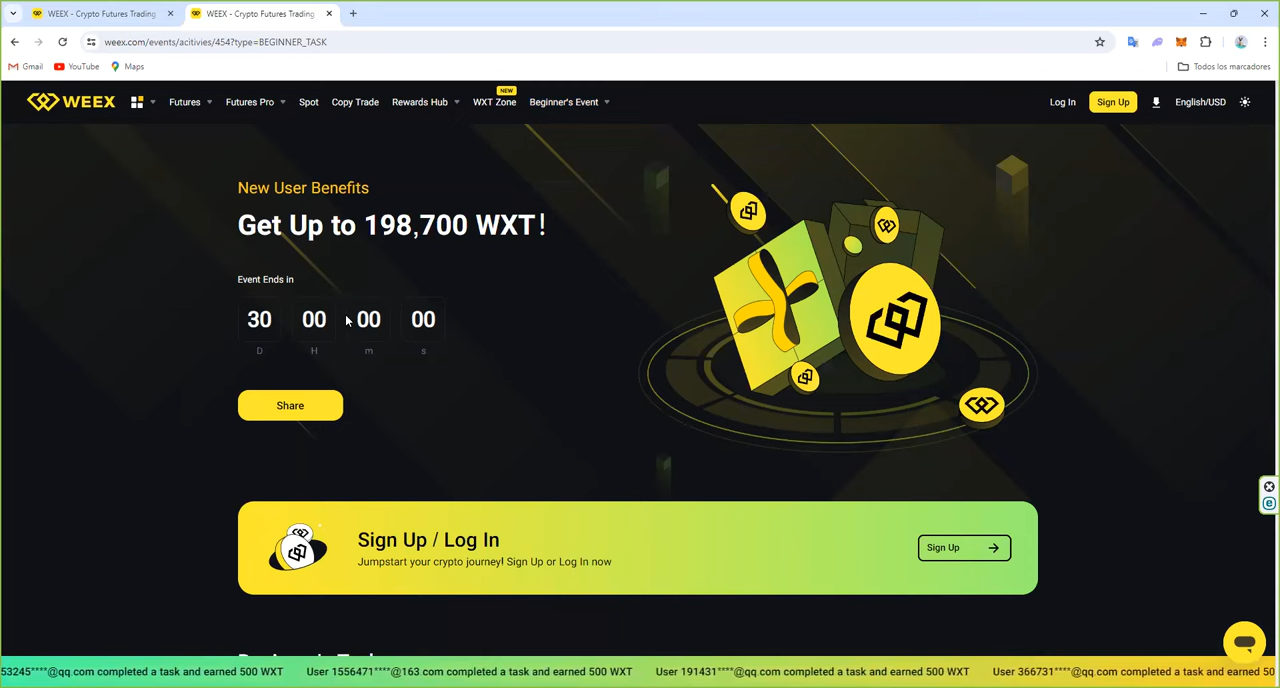 WEEX - Crypto Futures Trading
WEEX - Crypto Futures Trading
weex.com/events/acitivies/454?type=BEGINNER_TASK
Gmail
YouTube
Maps
Todos los marcadores
WEEX
Futures
Futures Pro
Spot
Copy Trade
Rewards Hub
NEW
WXT Zone
Beginner's Event
Log In
Sign Up
English/USD
New User Benefits
Get Up to 198,700 WXT!
Event Ends in
30 00 00 00
D H m s
Share
Sign Up / Log In
Jumpstart your crypto journey! Sign Up or Log In now
Sign Up
53245****@qq.com completed a task and earned 500 WXT User 1556471****@163.com completed a task and earned 500 WXT User 191431****@qq.com completed a task and earned 500 WXT User 366731****@qq.com completed a task and earned 50